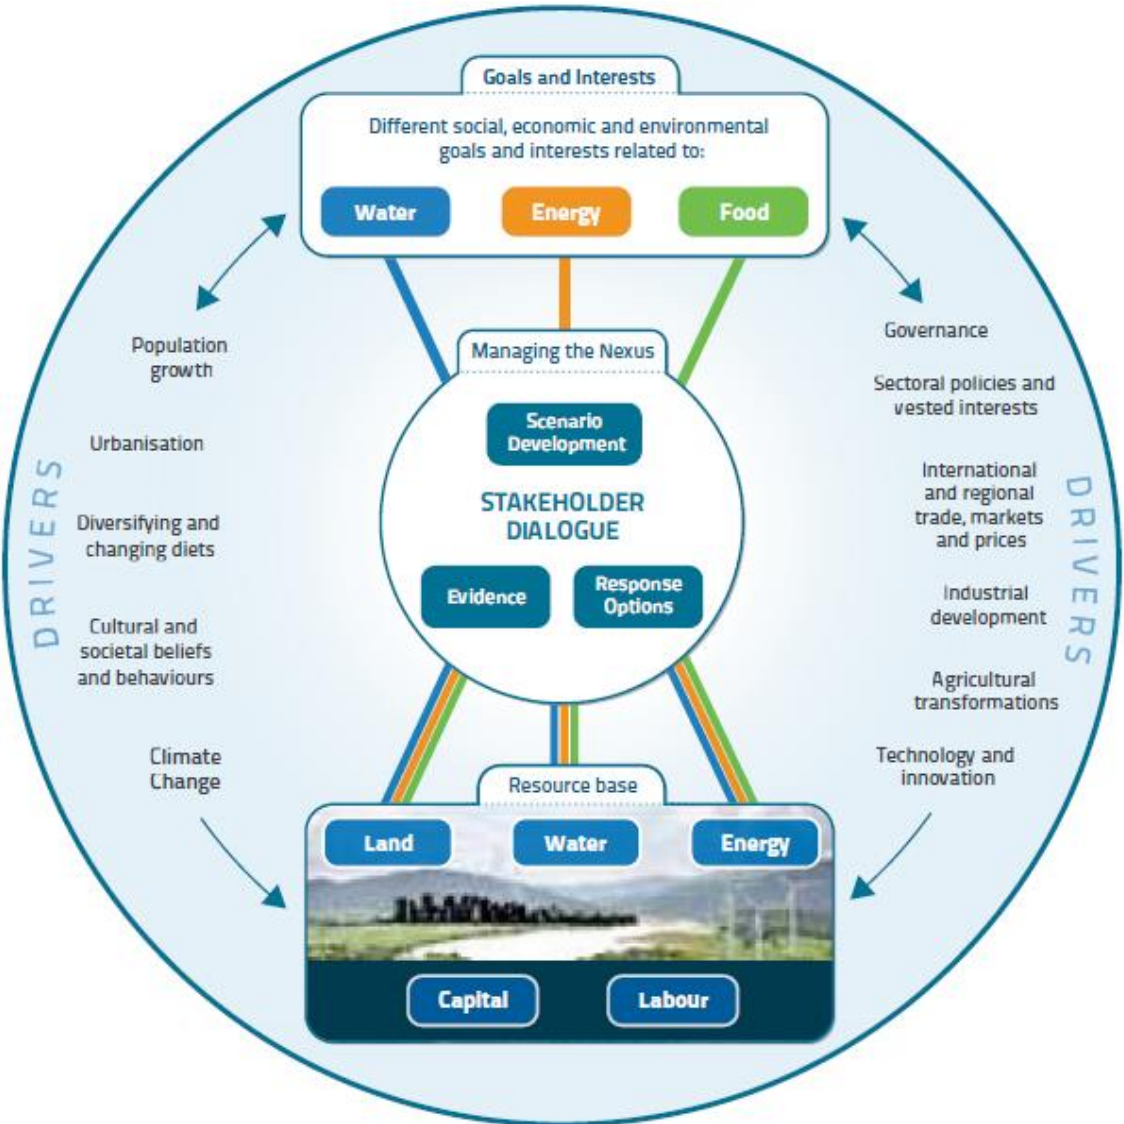 Goals and Interests
Different social, economic and environmental
goals and interests related to:
Water
Energy
Food
Managing the Nexus
Scenario
Development
STAKEHOLDER
DIALOGUE
Evidence
Response
Options
DRIVERS
Population
growth
Urbanisation
Diversifying and
changing diets
Cultural and
societal beliefs
and behaviours
Climate
Change
Governance
Sectoral policies and
vested interests
International
and regional
trade, markets
and prices
Industrial
development
Agricultural
transformations
Technology and
innovation
DRIVERS
Resource base
Land
Water
Energy
Capital
Labour